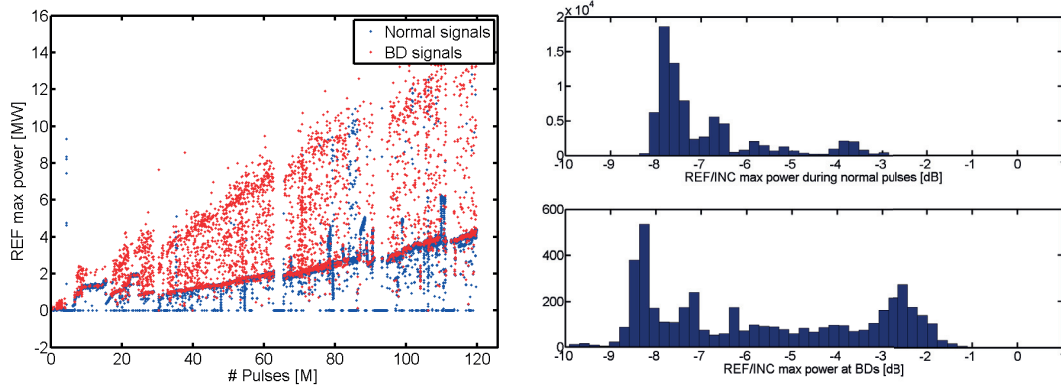 16
14
12
10
8
6
4
2
0
-2
REF max power [MW]
Normal signals
BD signals
0 20 40 60 80 100 120
# Pulses [M]
2 x 10^4
1.5
1
0.5
0
-10 -9 -8 -7 -6 -5 -4 -3 -2 -1 0
REF/INC max power during normal pulses [dB]
600
400
200
0
-10 -9 -8 -7 -6 -5 -4 -3 -2 -1 0
REF/INC max power at BDs [dB]